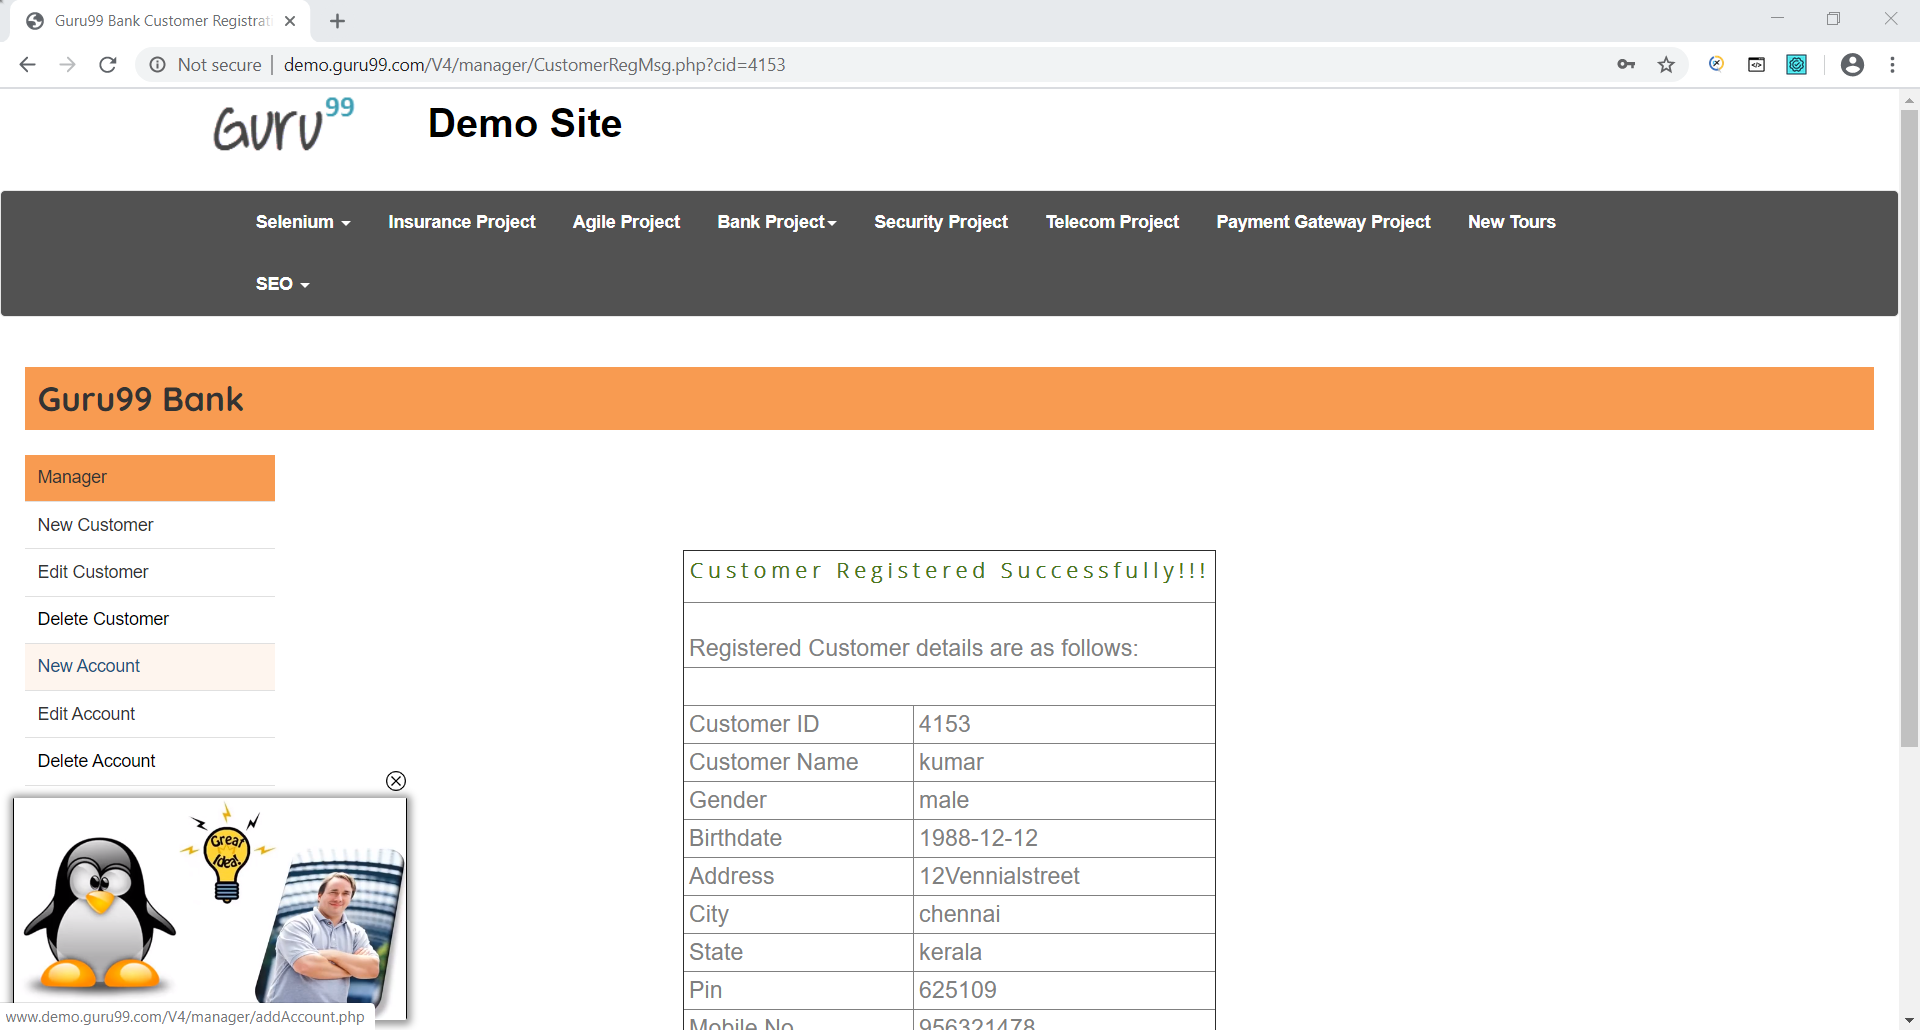 Guru99 Bank Customer Registrati
Not secure | demo.guru99.com/V4/manager/CustomerRegMsg.php?cid=4153
Guru99 Demo Site
Selenium Insurance Project Agile Project Bank Project Security Project Telecom Project Payment Gateway Project New Tours
SEO
Guru99 Bank
Manager
New Customer
Edit Customer
Delete Customer
New Account
Edit Account
Delete Account
Great Idea!
www.demo.guru99.com/V4/manager/addAccount.php
Customer Registered Successfully!!!
Registered Customer details are as follows:
Customer ID 4153
Customer Name kumar
Gender male
Birthdate 1988-12-12
Address 12Vennialstreet
City chennai
State kerala
Pin 625109
Mobile No 956321478